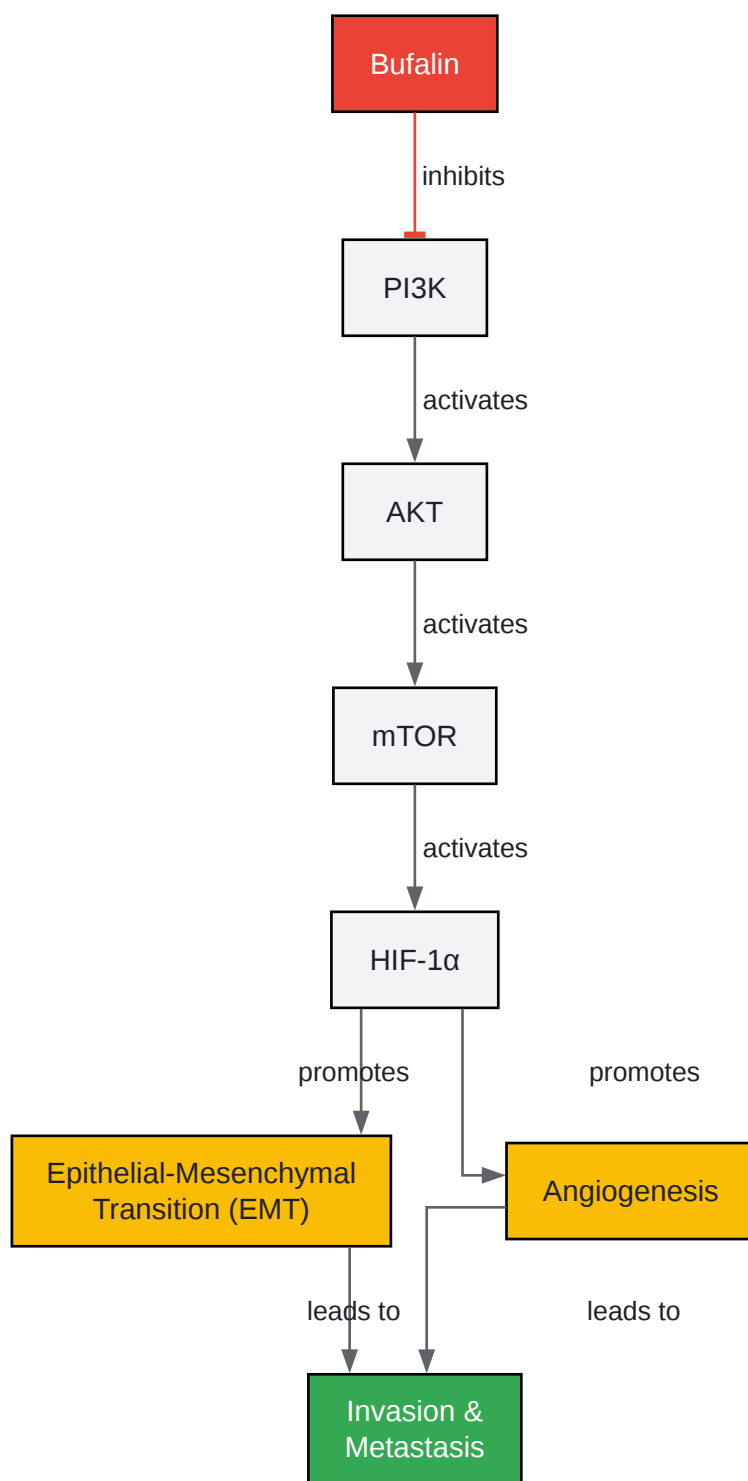 Bufalin
inhibits
PI3K
activates
AKT
activates
mTOR
activates
HIF-1α
promotes
promotes
Epithelial-Mesenchymal
Transition (EMT)
Angiogenesis
leads to
leads to
Invasion &
Metastasis